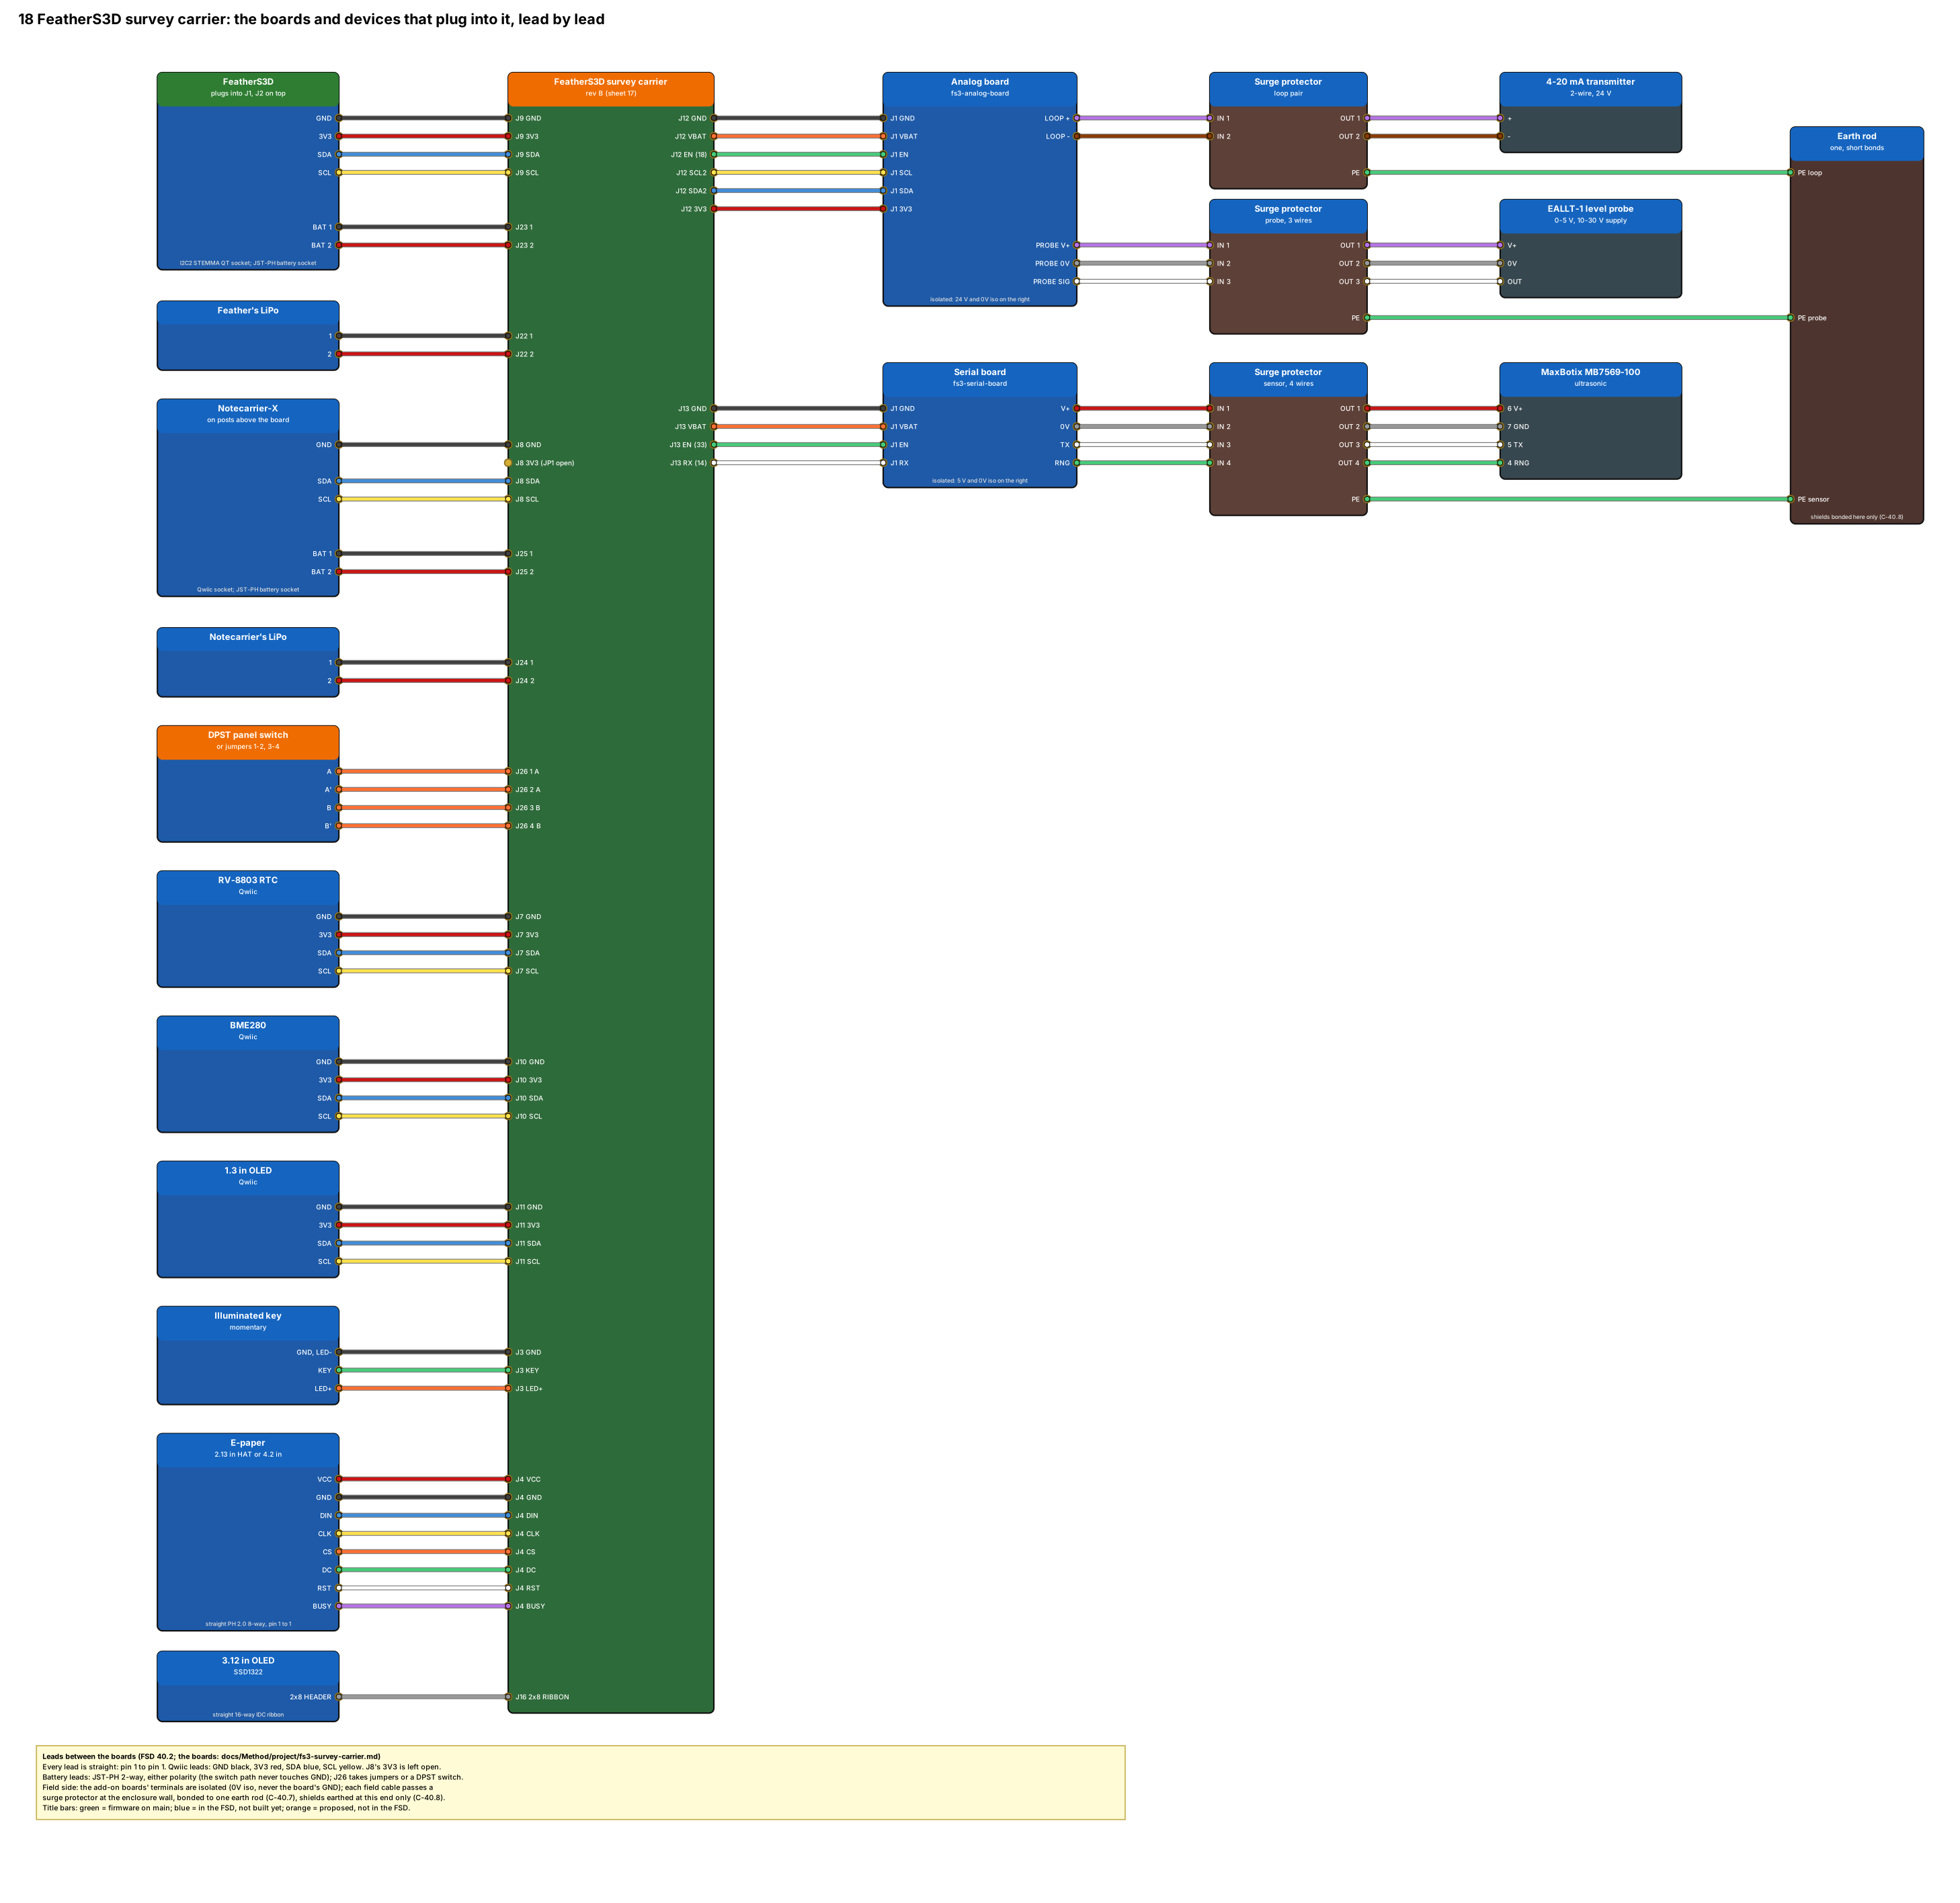 18 FeatherS3D survey carrier: the boards and devices that plug into it, lead by lead
FeatherS3D
plugs into J1, J2 on top
GND
3V3
SDA
SCL
BAT 1
BAT 2
I2C2 STEMMA QT socket; JST-PH battery socket
Feather's LiPo
1
2
Notecarrier-X
on posts above the board
GND
SDA
SCL
BAT 1
BAT 2
Qwiic socket; JST-PH battery socket
Notecarrier's LiPo
1
2
DPST panel switch
or jumpers 1-2, 3-4
A
A'
B
B'
RV-8803 RTC
Qwiic
GND
3V3
SDA
SCL
BME280
Qwiic
GND
3V3
SDA
SCL
1.3 in OLED
Qwiic
GND
3V3
SDA
SCL
Illuminated key
momentary
GND, LED-
KEY
LED+
E-paper
2.13 in HAT or 4.2 in
VCC
GND
DIN
CLK
CS
DC
RST
BUSY
straight PH 2.0 8-way, pin 1 to 1
3.12 in OLED
SSD1322
2x8 HEADER
straight 16-way IDC ribbon
FeatherS3D survey carrier
rev B (sheet 17)
J9 GND
J9 3V3
J9 SDA
J9 SCL
J23 1
J23 2
J22 1
J22 2
J8 GND
J8 3V3 (JP1 open)
J8 SDA
J8 SCL
J25 1
J25 2
J24 1
J24 2
J26 1 A
J26 2 A
J26 3 B
J26 4 B
J7 GND
J7 3V3
J7 SDA
J7 SCL
J10 GND
J10 3V3
J10 SDA
J10 SCL
J11 GND
J11 3V3
J11 SDA
J11 SCL
J3 GND
J3 KEY
J3 LED+
J4 VCC
J4 GND
J4 DIN
J4 CLK
J4 CS
J4 DC
J4 RST
J4 BUSY
J16 2x8 RIBBON
J12 GND
J12 VBAT
J12 EN (18)
J12 SCL2
J12 SDA2
J12 3V3
J13 GND
J13 VBAT
J13 EN (33)
J13 RX (14)
Analog board
fs3-analog-board
J1 GND
J1 VBAT
J1 EN
J1 SCL
J1 SDA
J1 3V3
LOOP +
LOOP -
PROBE V+
PROBE 0V
PROBE SIG
isolated: 24 V and 0V iso on the right
Serial board
fs3-serial-board
J1 GND
J1 VBAT
J1 EN
J1 RX
V+
0V
TX
RNG
isolated: 5 V and 0V iso on the right
Surge protector
loop pair
IN 1
IN 2
OUT 1
OUT 2
PE
Surge protector
probe, 3 wires
IN 1
IN 2
IN 3
OUT 1
OUT 2
OUT 3
PE
Surge protector
sensor, 4 wires
IN 1
IN 2
IN 3
IN 4
OUT 1
OUT 2
OUT 3
OUT 4
PE
4-20 mA transmitter
2-wire, 24 V
+
-
EALLT-1 level probe
0-5 V, 10-30 V supply
V+
0V
OUT
MaxBotix MB7569-100
ultrasonic
6 V+
7 GND
5 TX
4 RNG
Earth rod
one, short bonds
PE loop
PE probe
PE sensor
shields bonded here only (C-40.8)
Leads between the boards (FSD 40.2; the boards: docs/Method/project/fs3-survey-carrier.md)
Every lead is straight: pin 1 to pin 1. Qwiic leads: GND black, 3V3 red, SDA blue, SCL yellow. J8's 3V3 is left open.
Battery leads: JST-PH 2-way, either polarity (the switch path never touches GND); J26 takes jumpers or a DPST switch.
Field side: the add-on boards' terminals are isolated (0V iso, never the board's GND); each field cable passes a
surge protector at the enclosure wall, bonded to one earth rod (C-40.7), shields earthed at this end only (C-40.8).
Title bars: green = firmware on main; blue = in the FSD, not built yet; orange = proposed, not in the FSD.